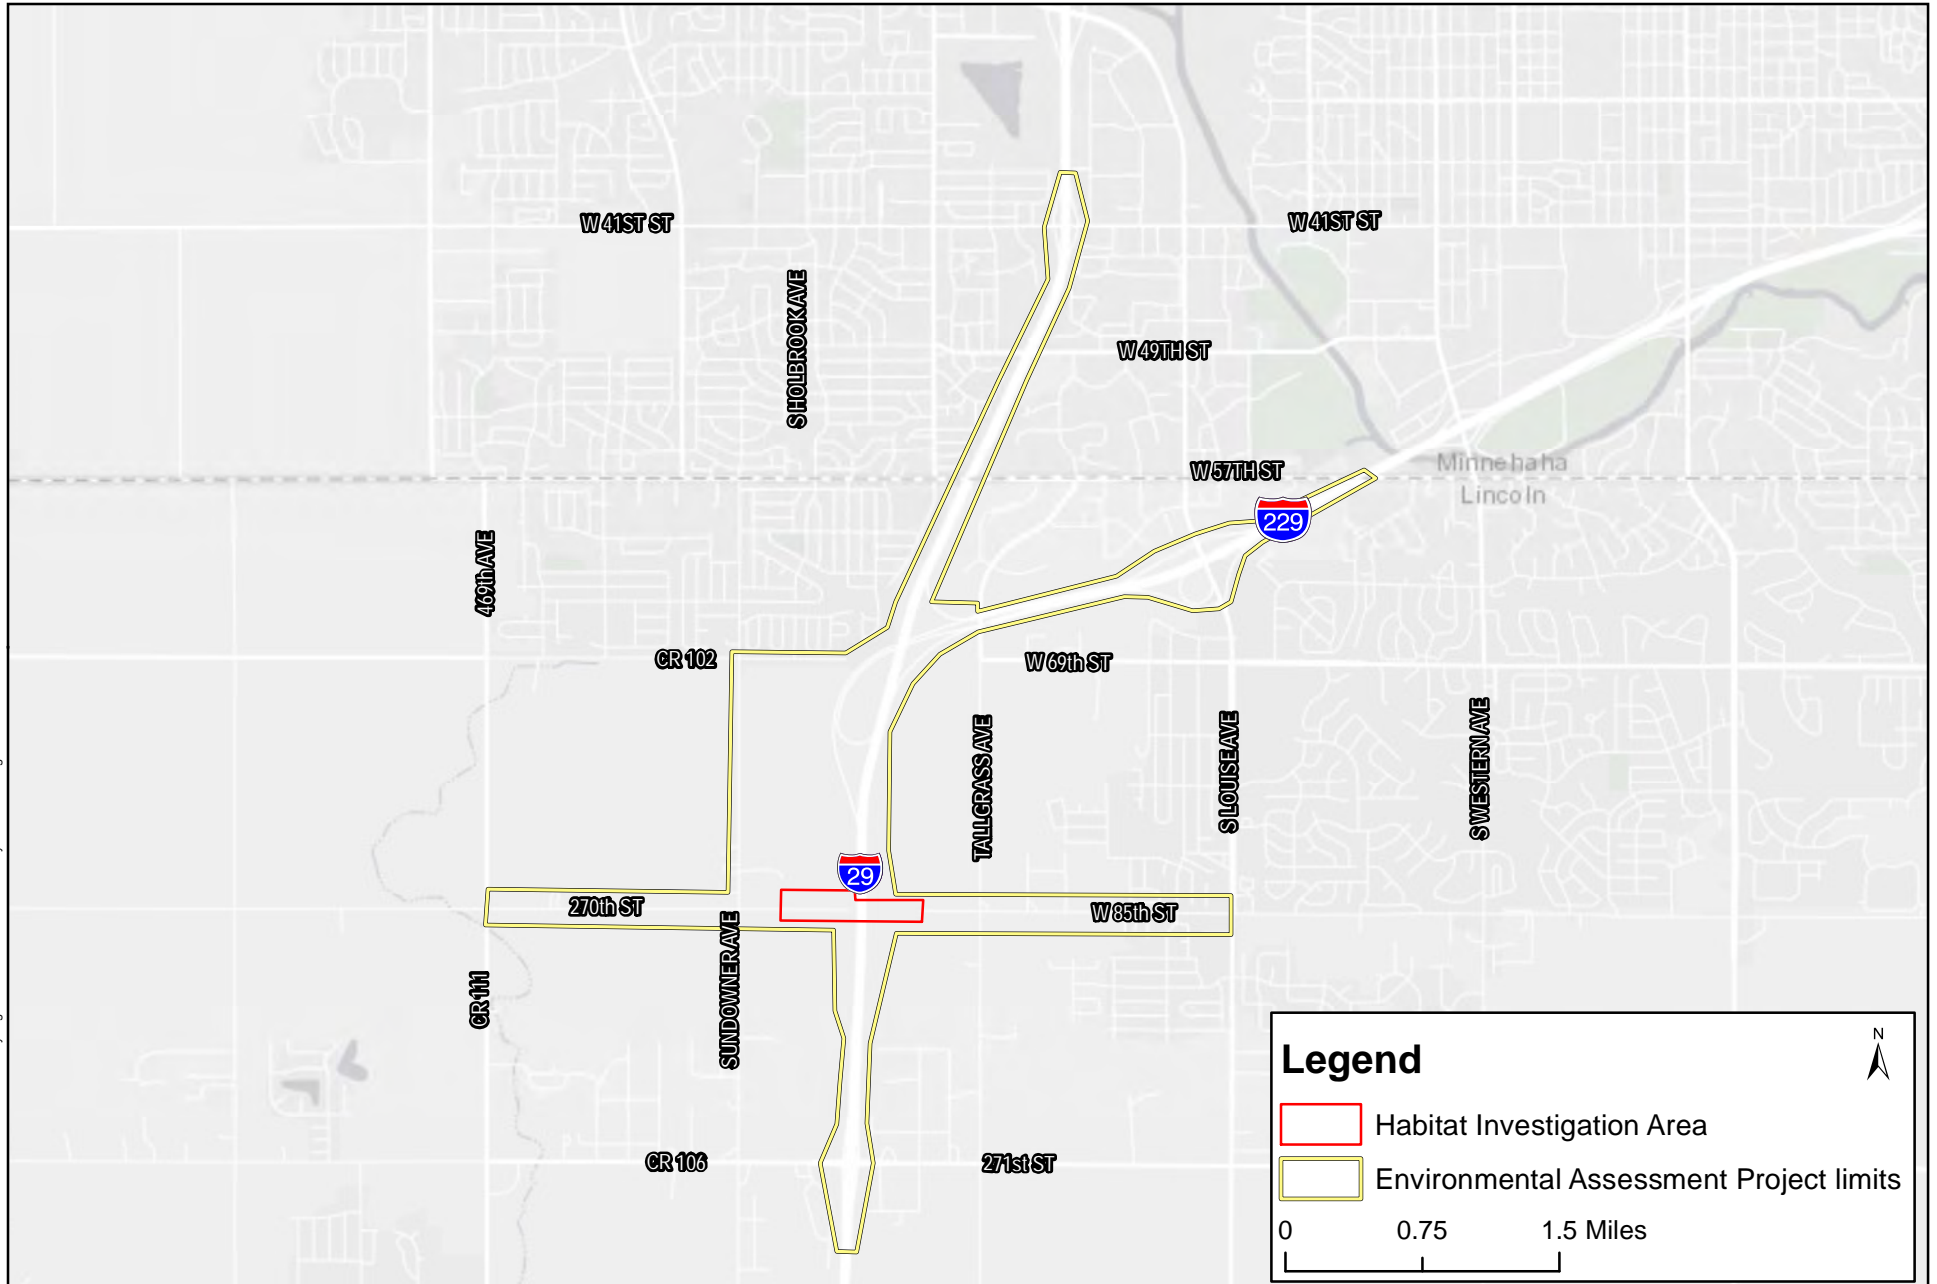 W 41ST ST
W 41ST ST
S HOLBROOK AVE
W 49TH ST
W 57TH ST
Minnehaha
Lincoln
229
469th AVE
CR 102
W 69th ST
TALLGRASS AVE
S LOUISE AVE
S WESTERN AVE
29
270th ST
W 85th ST
SUNDOWNER AVE
CR 111
CR 106
271st ST
Legend
N
Habitat Investigation Area
Environmental Assessment Project limits
0 0.75 1.5 Miles